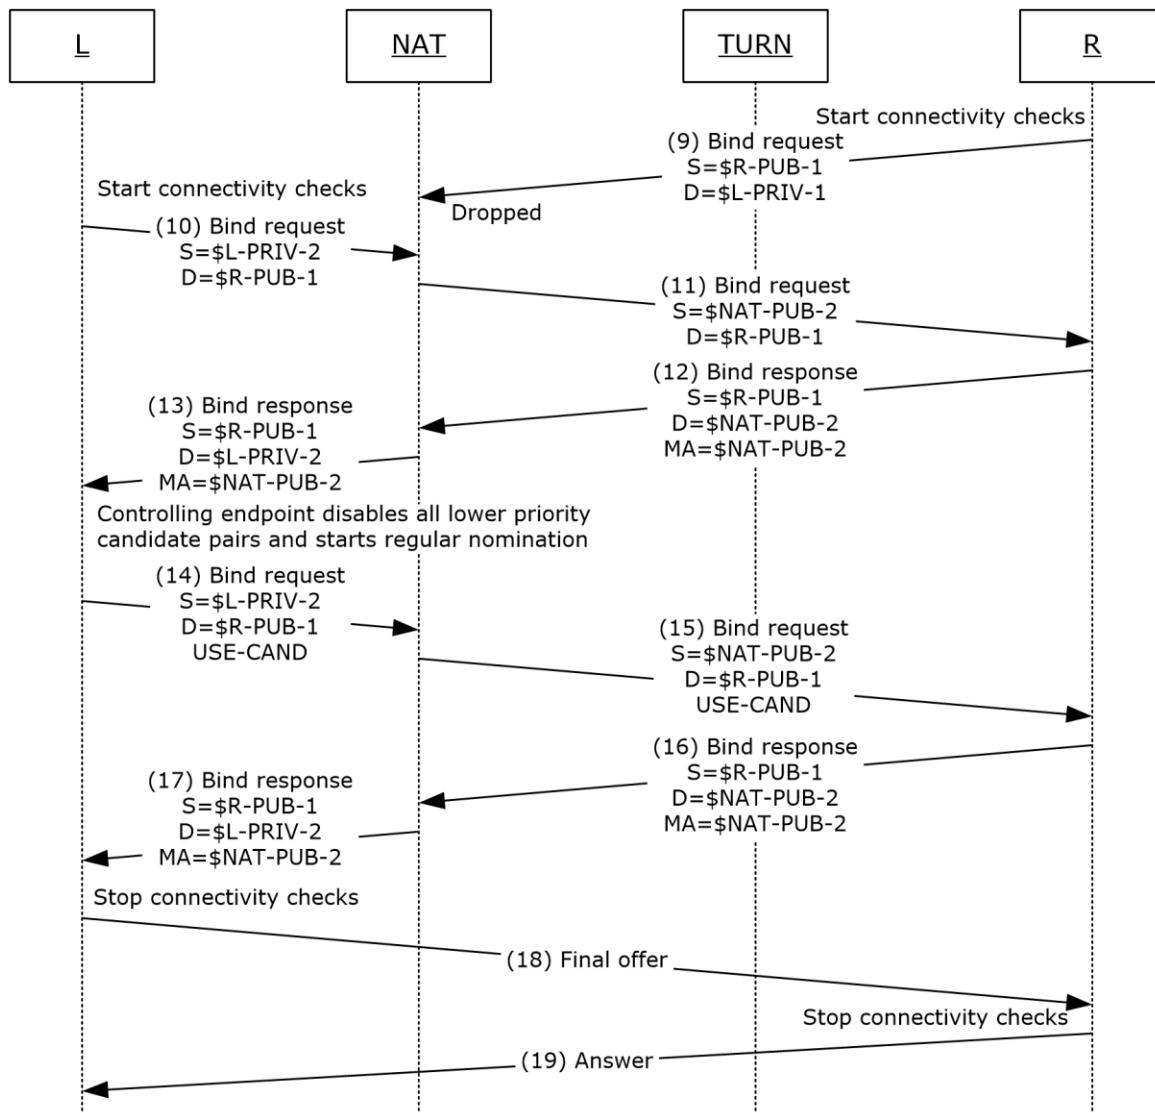 L
NAT
TURN
R
Start connectivity checks
(9) Bind request
S=$R-PUB-1
D=$L-PRIV-1
Start connectivity checks
Dropped
(10) Bind request
S=$L-PRIV-2
D=$R-PUB-1
(11) Bind request
S=$NAT-PUB-2
D=$R-PUB-1
(12) Bind response
S=$R-PUB-1
D=$NAT-PUB-2
MA=$NAT-PUB-2
(13) Bind response
S=$R-PUB-1
D=$L-PRIV-2
MA=$NAT-PUB-2
Controlling endpoint disables all lower priority
candidate pairs and starts regular nomination
(14) Bind request
S=$L-PRIV-2
D=$R-PUB-1
USE-CAND
(15) Bind request
S=$NAT-PUB-2
D=$R-PUB-1
USE-CAND
(16) Bind response
S=$R-PUB-1
D=$NAT-PUB-2
MA=$NAT-PUB-2
(17) Bind response
S=$R-PUB-1
D=$L-PRIV-2
MA=$NAT-PUB-2
Stop connectivity checks
(18) Final offer
Stop connectivity checks
(19) Answer